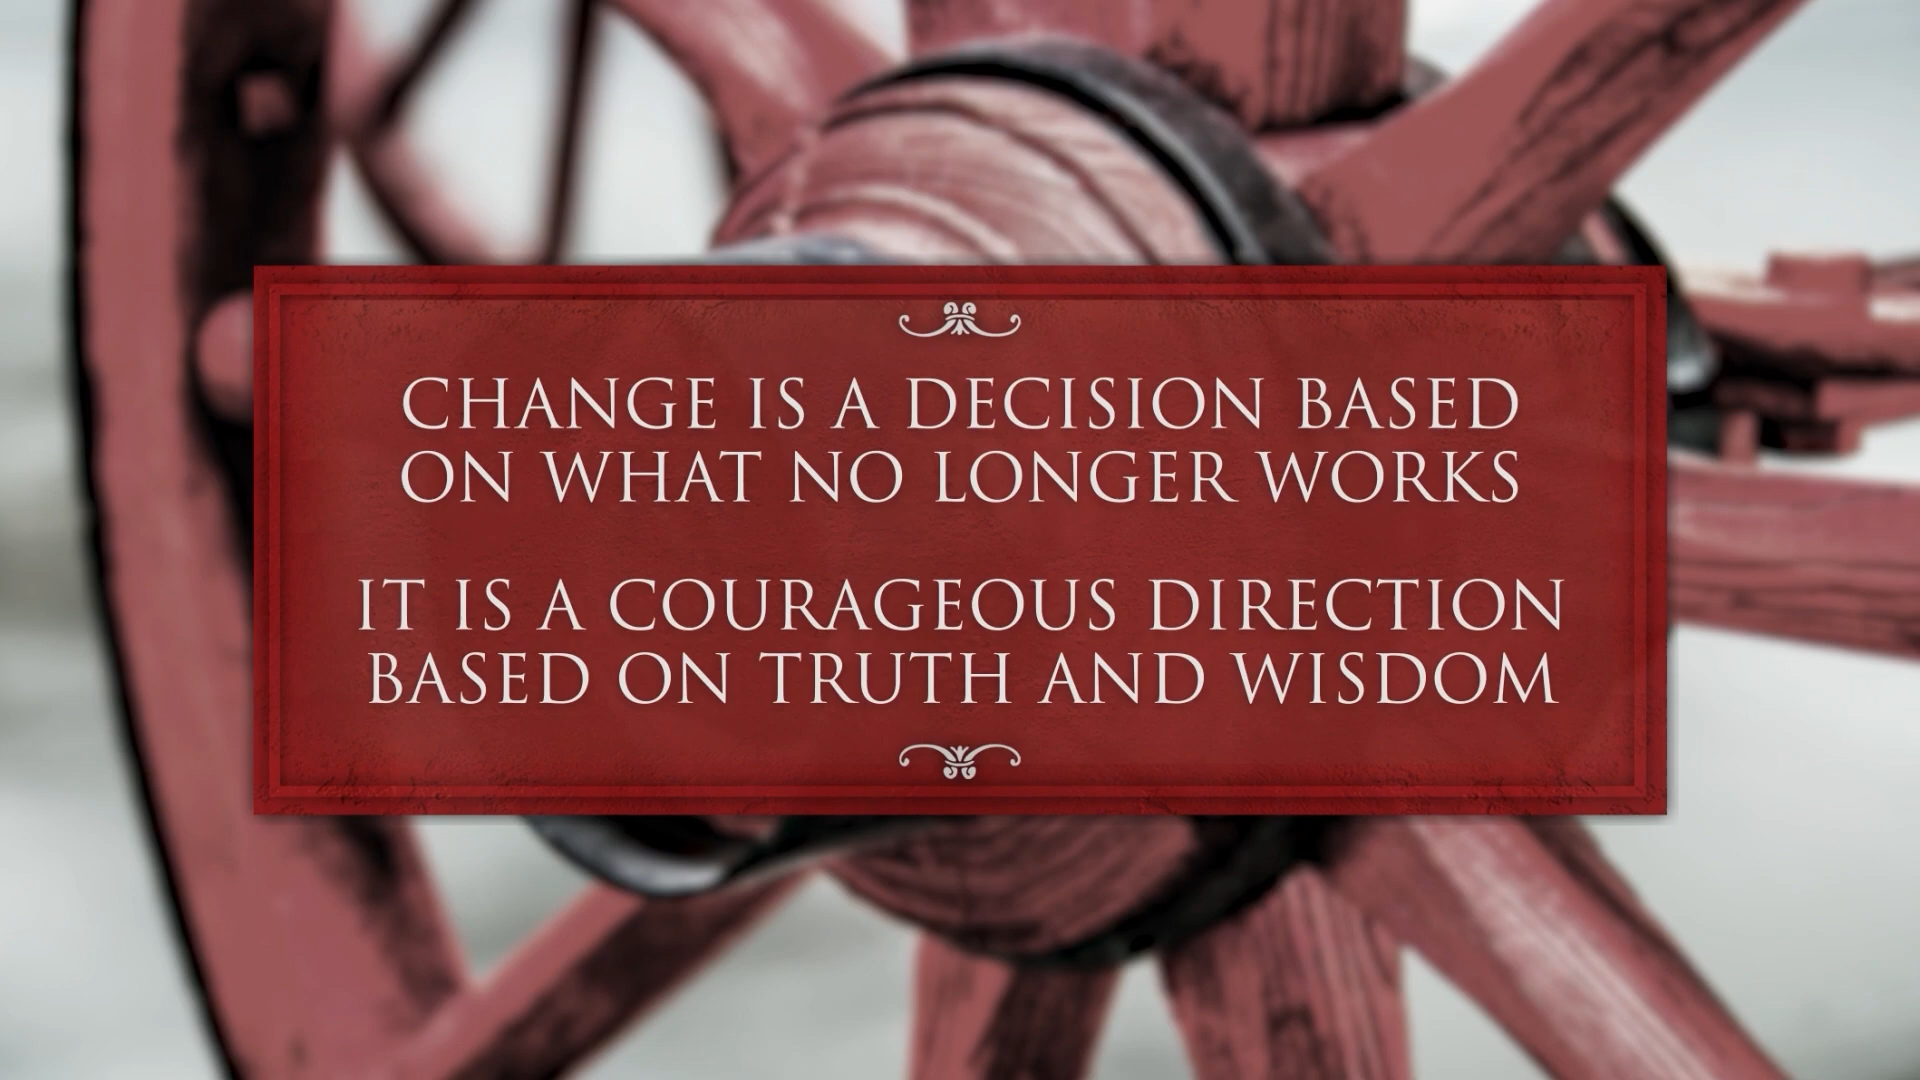 CHANGE IS A DECISION BASED
ON WHAT NO LONGER WORKS
IT IS A COURAGEOUS DIRECTION
BASED ON TRUTH AND WISDOM